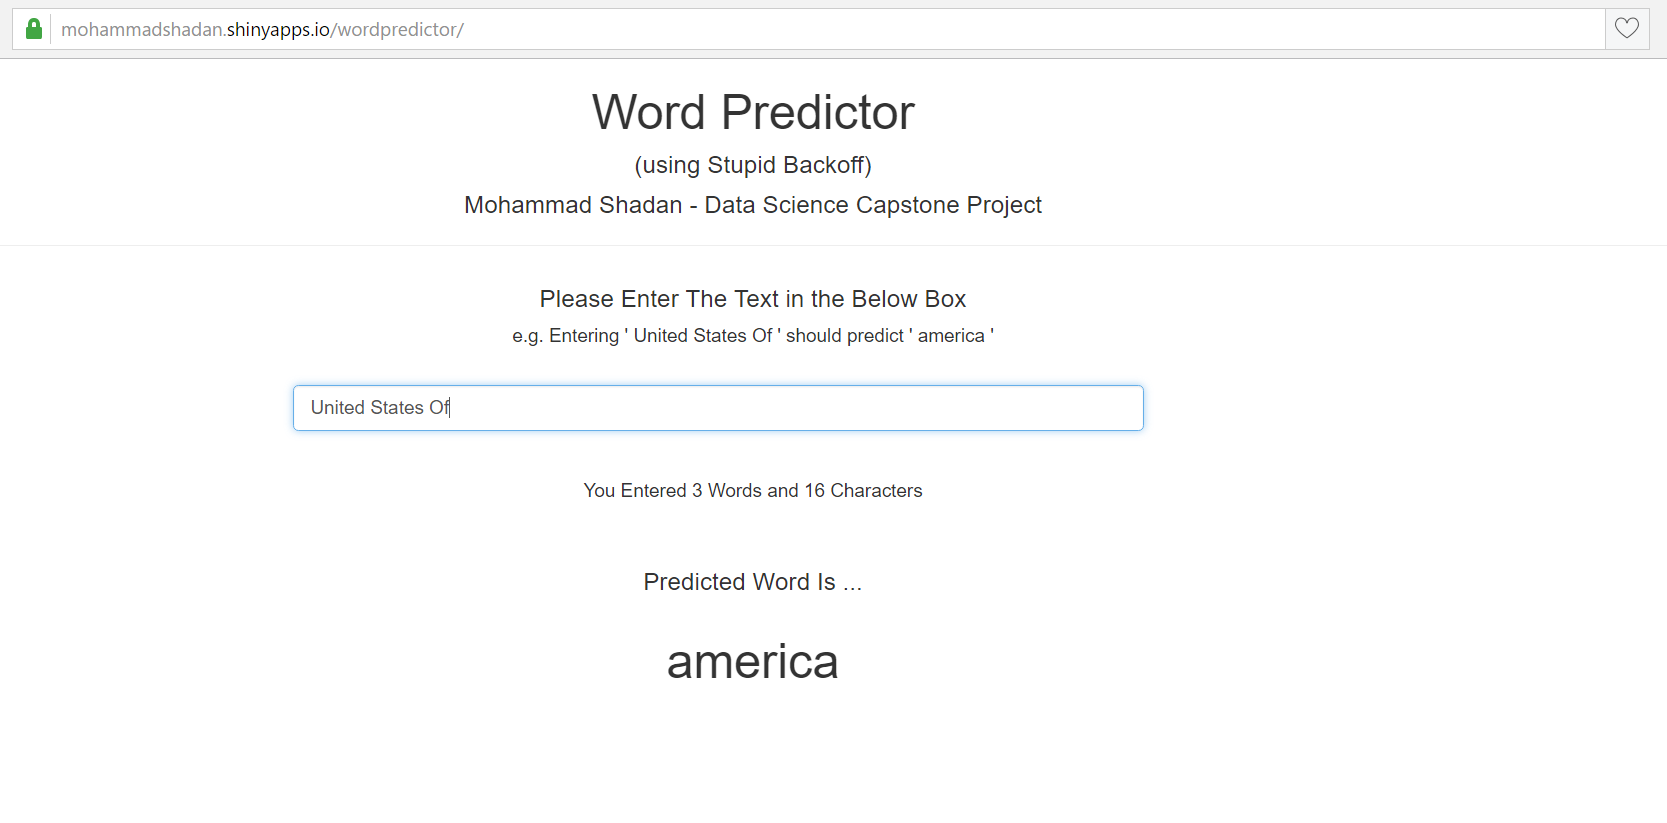 mohammadshadan.shinyapps.io/wordpredictor/
Word Predictor
(using Stupid Backoff)
Mohammad Shadan - Data Science Capstone Project
Please Enter The Text in the Below Box
e.g. Entering ' United States Of ' should predict ' america '
United States Of
You Entered 3 Words and 16 Characters
Predicted Word Is ...
america